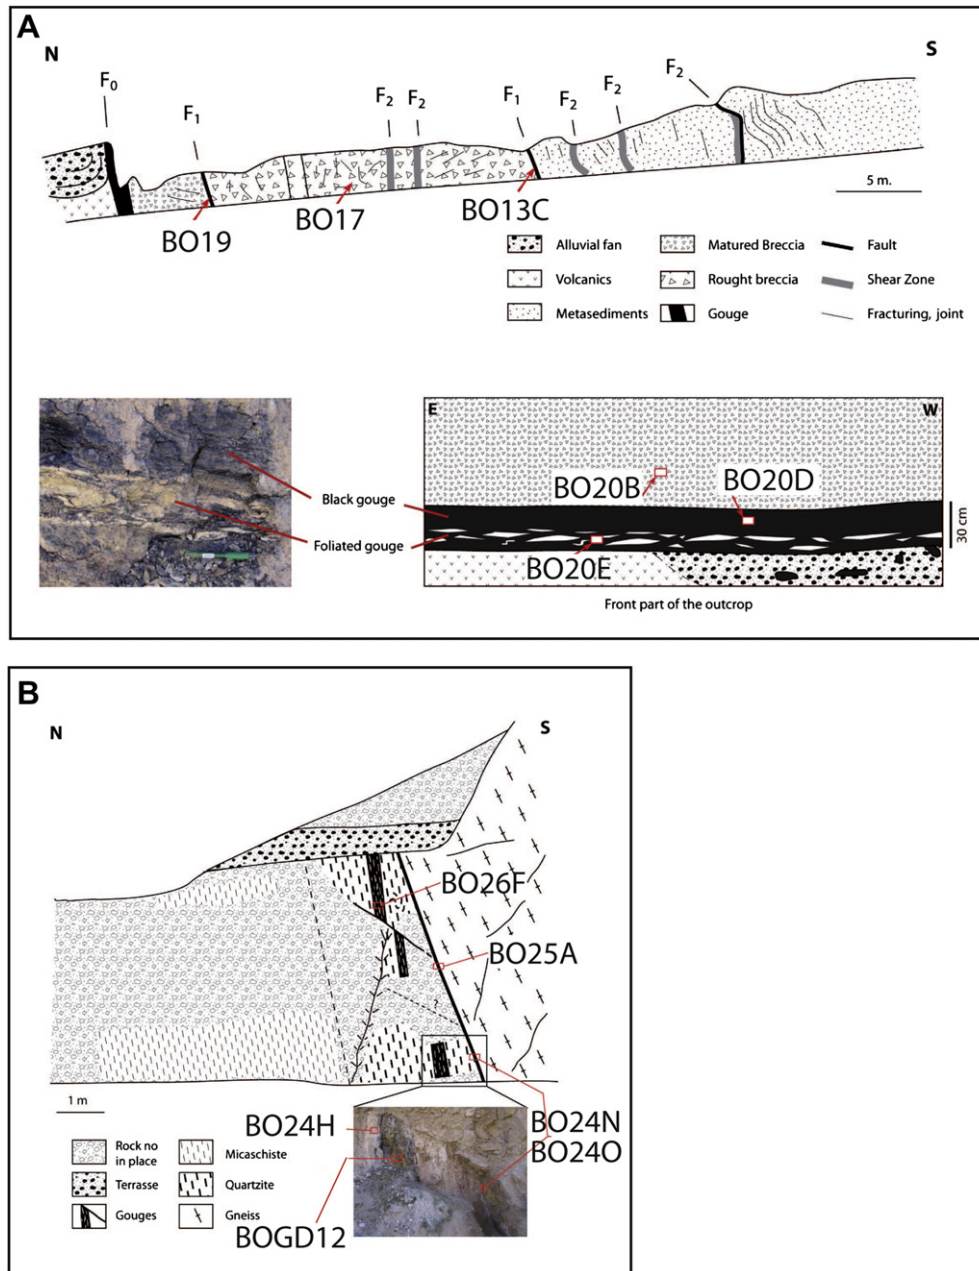 A
N
S
F0
F1
F2
F2
F1
F2
F2
F2
BO19
BO17
BO13C
5 m.
Alluvial fan
Matured Breccia
Fault
Volcanics
Rought breccia
Shear Zone
Metasediments
Gouge
Fracturing, joint
E
W
Black gouge
Foliated gouge
BO20B
BO20D
BO20E
30 cm
Front part of the outcrop
B
N
S
BO26F
BO25A
?
1 m
BO24H
BO24N
BO24O
BOGD12
Rock no
in place
Micaschiste
Terrasse
Quartzite
Gouges
Gneiss